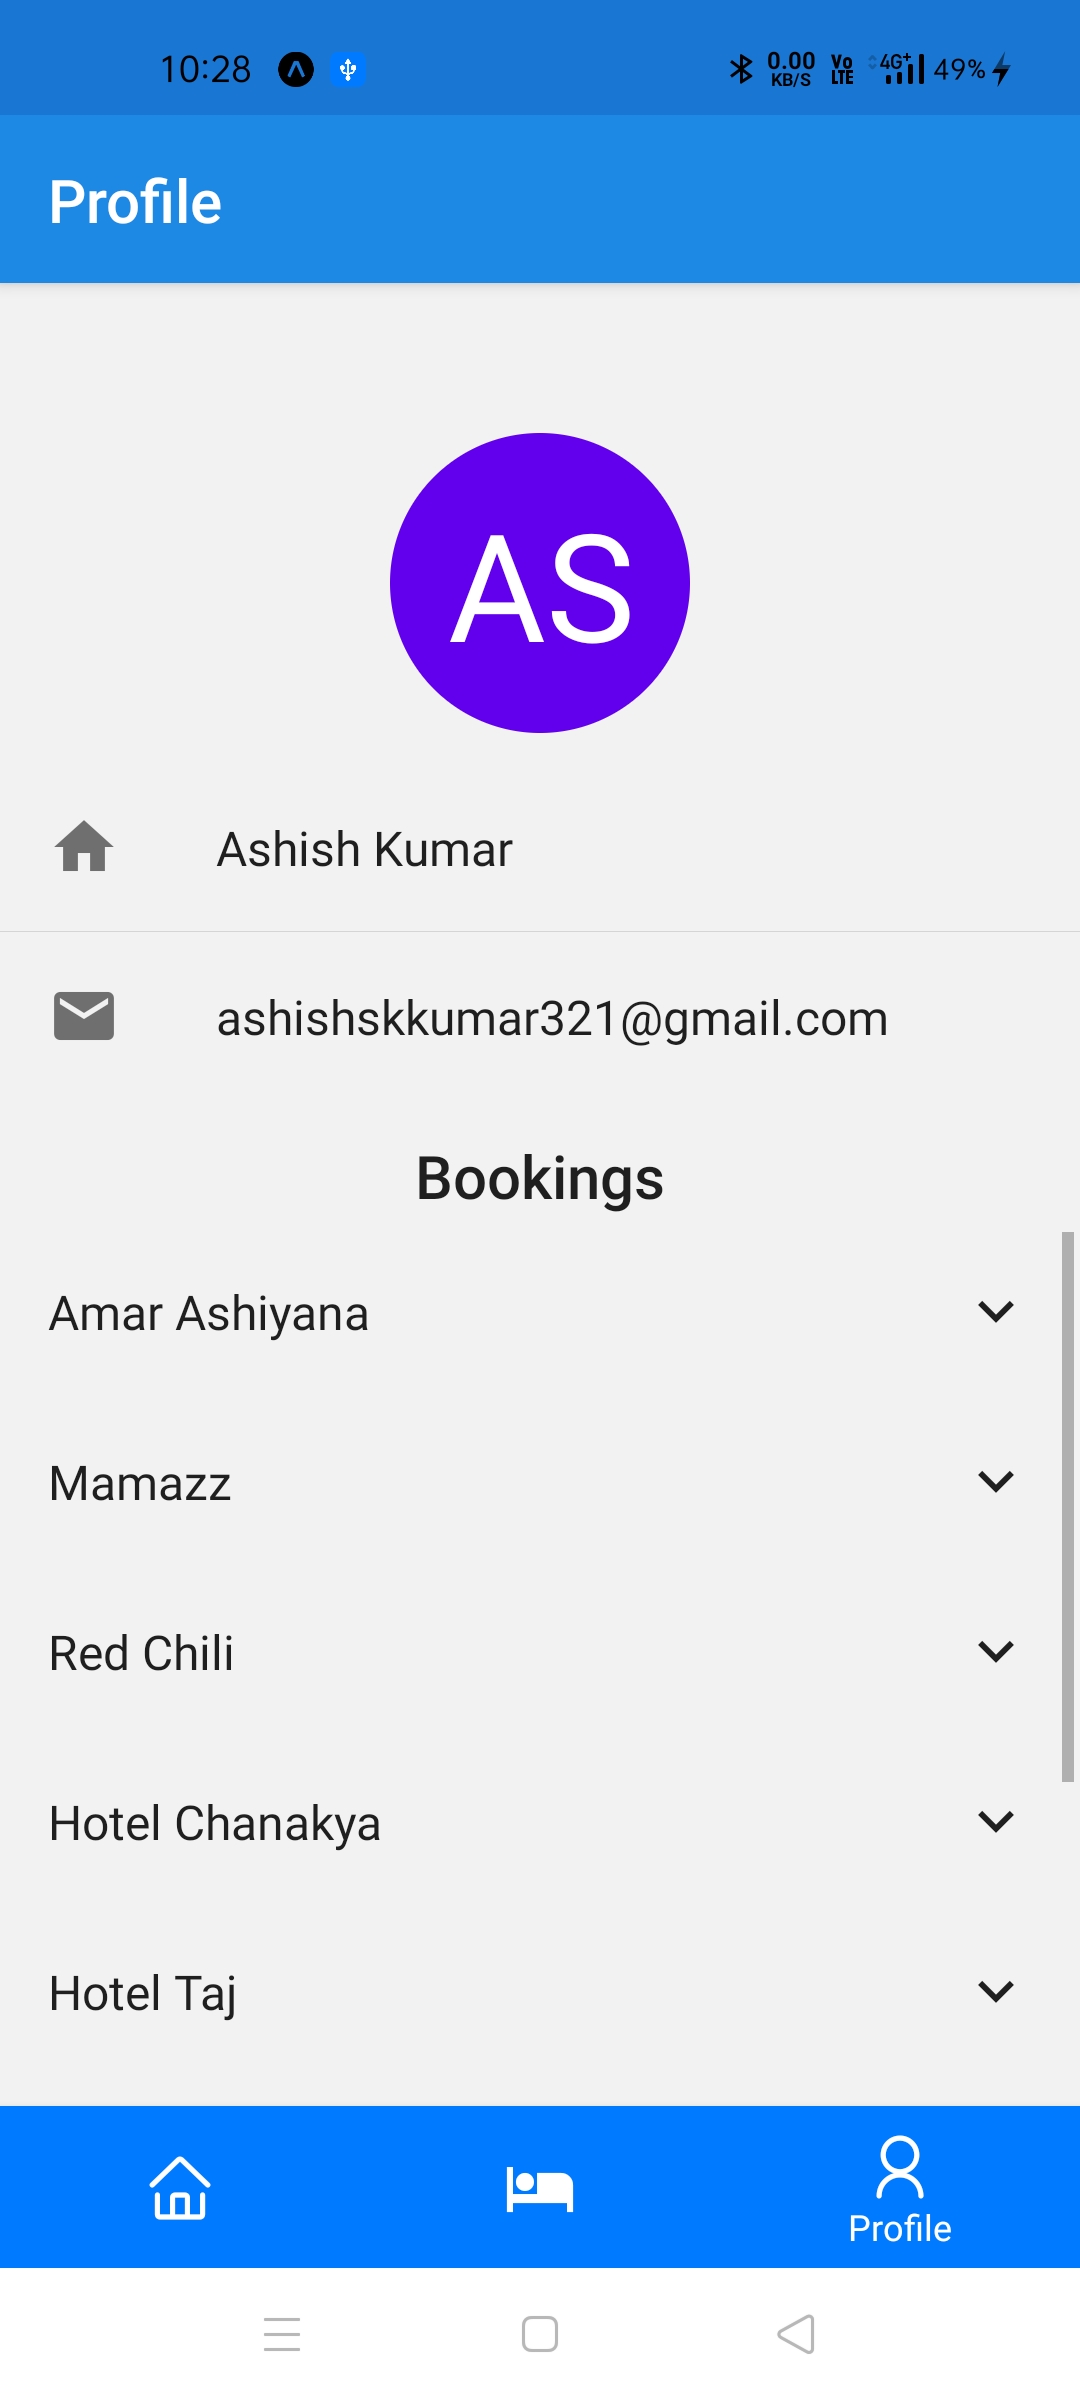 10:28 0.00 KB/S Vo LTE 4G+ 49%
Profile
AS
Ashish Kumar
ashishskkumar321@gmail.com
Bookings
Amar Ashiyana
Mamazz
Red Chili
Hotel Chanakya
Hotel Taj
Profile